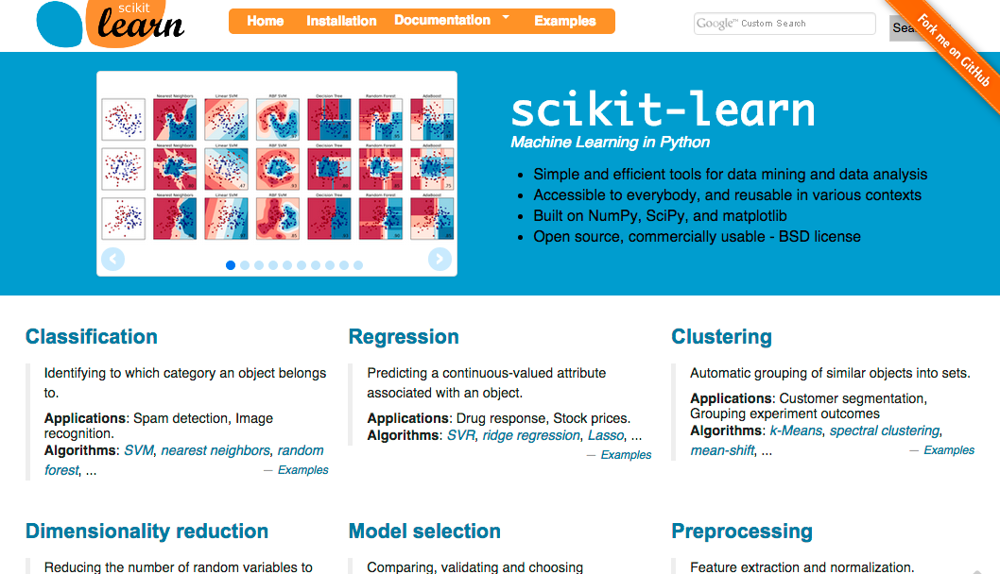 scikit
learn
Home Installation Documentation Examples
Google™ Custom Search
Fork me on GitHub
Nearest Neighbors Linear SVM RBF SVM Decision Tree Random Forest AdaBoost
Nearest Neighbors Linear SVM RBF SVM Decision Tree Random Forest AdaBoost
Nearest Neighbors Linear SVM RBF SVM Decision Tree Random Forest AdaBoost
scikit-learn
Machine Learning in Python
Simple and efficient tools for data mining and data analysis
Accessible to everybody, and reusable in various contexts
Built on NumPy, SciPy, and matplotlib
Open source, commercially usable - BSD license
Classification
Identifying to which category an object belongs
to.
Applications: Spam detection, Image
recognition.
Algorithms: SVM, nearest neighbors, random
forest, ... — Examples
Regression
Predicting a continuous-valued attribute
associated with an object.
Applications: Drug response, Stock prices.
Algorithms: SVR, ridge regression, Lasso, ...
— Examples
Clustering
Automatic grouping of similar objects into sets.
Applications: Customer segmentation,
Grouping experiment outcomes
Algorithms: k-Means, spectral clustering,
mean-shift, ... — Examples
Dimensionality reduction
Reducing the number of random variables to
Model selection
Comparing, validating and choosing
Preprocessing
Feature extraction and normalization.